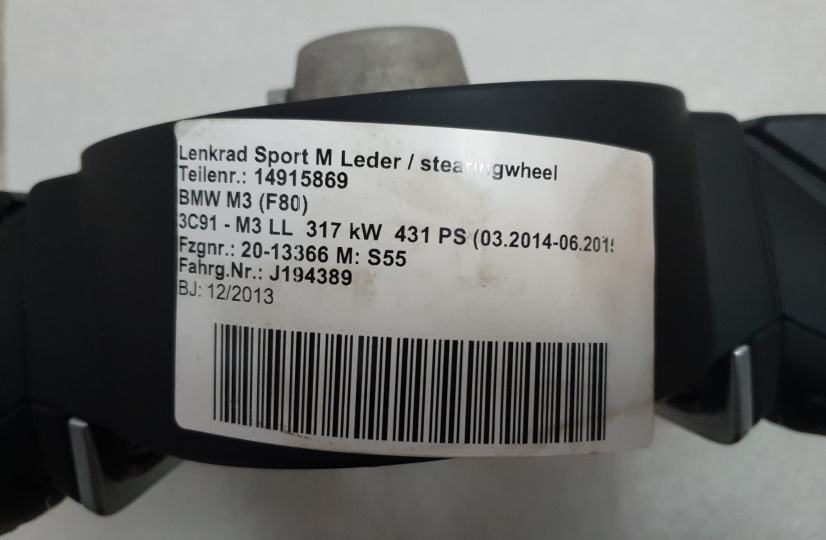 Lenkrad Sport M Leder / stearingwheel
Teilenr.: 14915869
BMW M3 (F80)
3C91 - M3 LL 317 kW 431 PS (03.2014-06.201
Fzgnr.: 20-13366 M: S55
Fahrg.Nr.: J194389
BJ: 12/2013